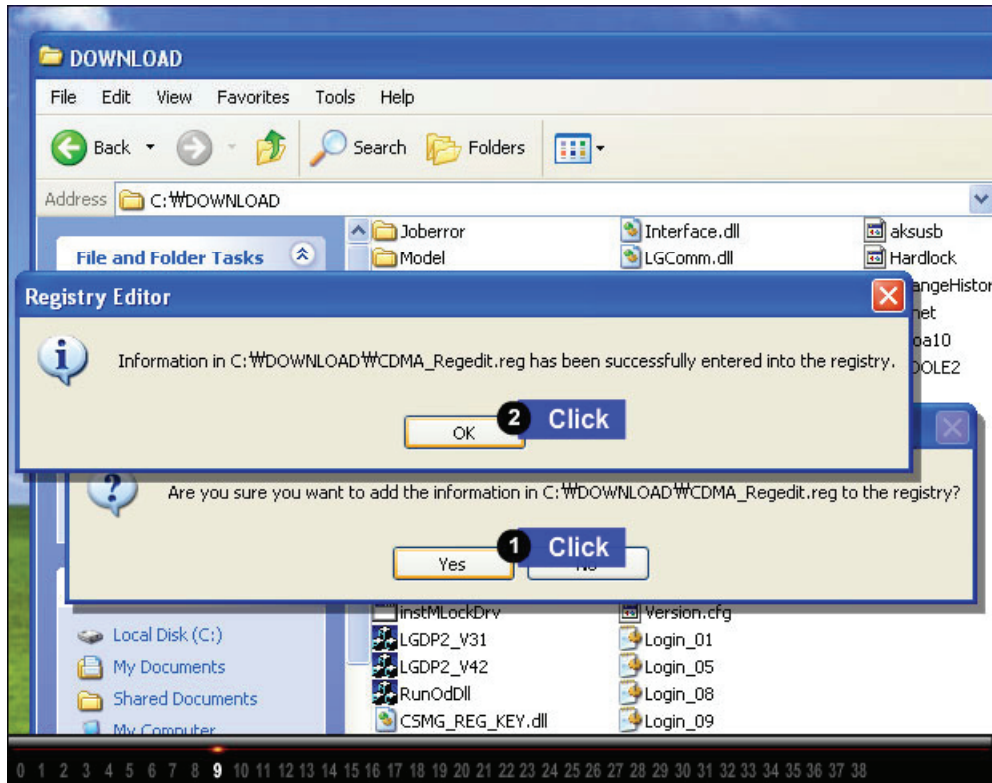 DOWNLOAD
File Edit View Favorites Tools Help
Back Search Folders
Address C:₩DOWNLOAD
File and Folder Tasks
Joberror Interface.dll aksusb
Model LGComm.dll Hardlock
Registry Editor
Information in C:₩DOWNLOAD₩CDMA_Regedit.reg has been successfully entered into the registry.
OK 2 Click
Are you sure you want to add the information in C:₩DOWNLOAD₩CDMA_Regedit.reg to the registry?
Yes 1 Click
instMLockDrv Version.cfg
Local Disk (C:) LGDP2_V31 Login_01
My Documents LGDP2_V42 Login_05
Shared Documents RunOdDll Login_08
My Computer CSMG_REG_KEY.dll Login_09
0 1 2 3 4 5 6 7 8 9 10 11 12 13 14 15 16 17 18 19 20 21 22 23 24 25 26 27 28 29 30 31 32 33 34 35 36 37 38